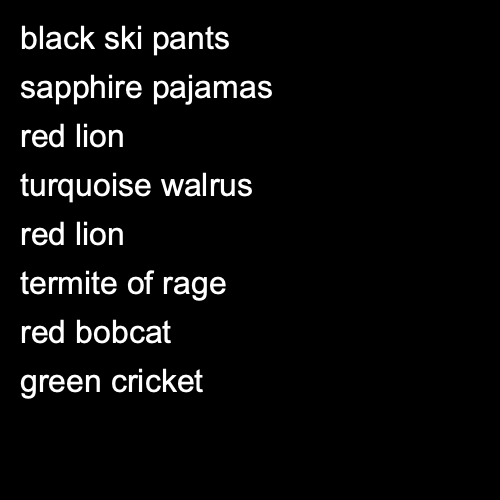 black ski pants
sapphire pajamas
red lion
turquoise walrus
red lion
termite of rage
red bobcat
green cricket